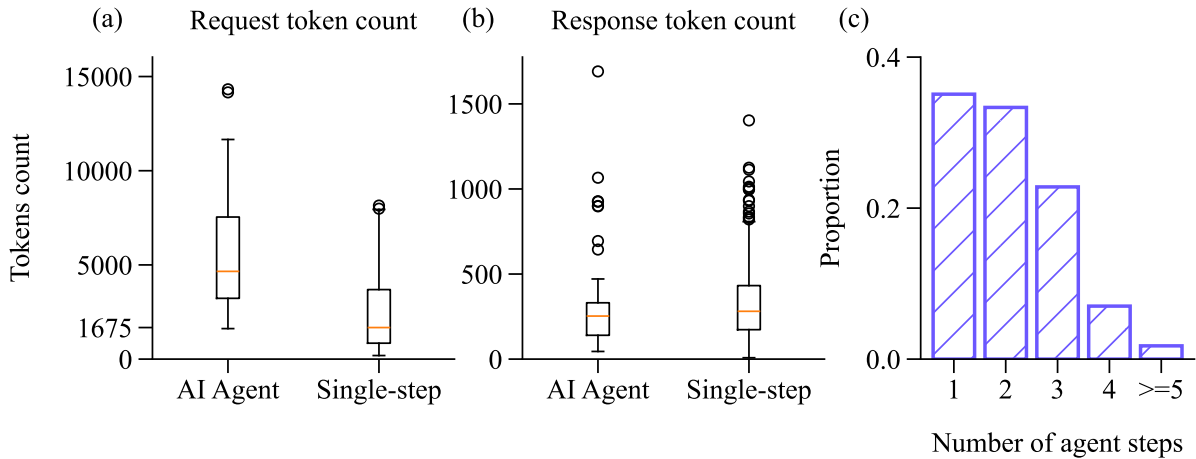 (a) Request token count
Tokens count
15000
10000
5000
1675
0
AI Agent Single-step
(b) Response token count
1500
1000
500
0
AI Agent Single-step
(c)
Proportion
0.4
0.2
0.0
1 2 3 4 >=5
Number of agent steps